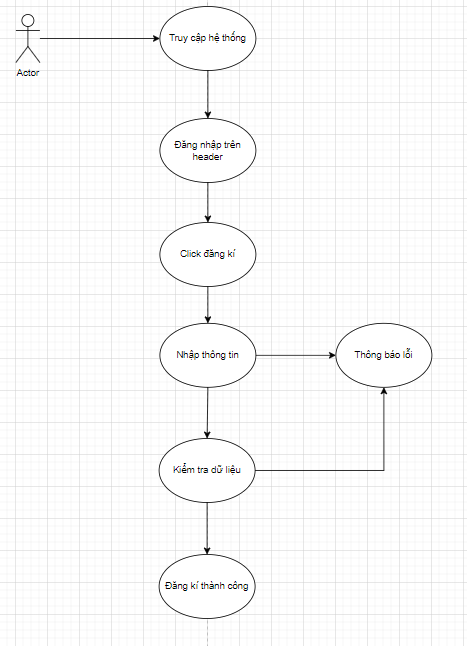 Truy cập hệ thống
Actor
Đăng nhập trên
header
Click đăng kí
Nhập thông tin
Thông báo lỗi
Kiểm tra dữ liệu
Đăng kí thành công